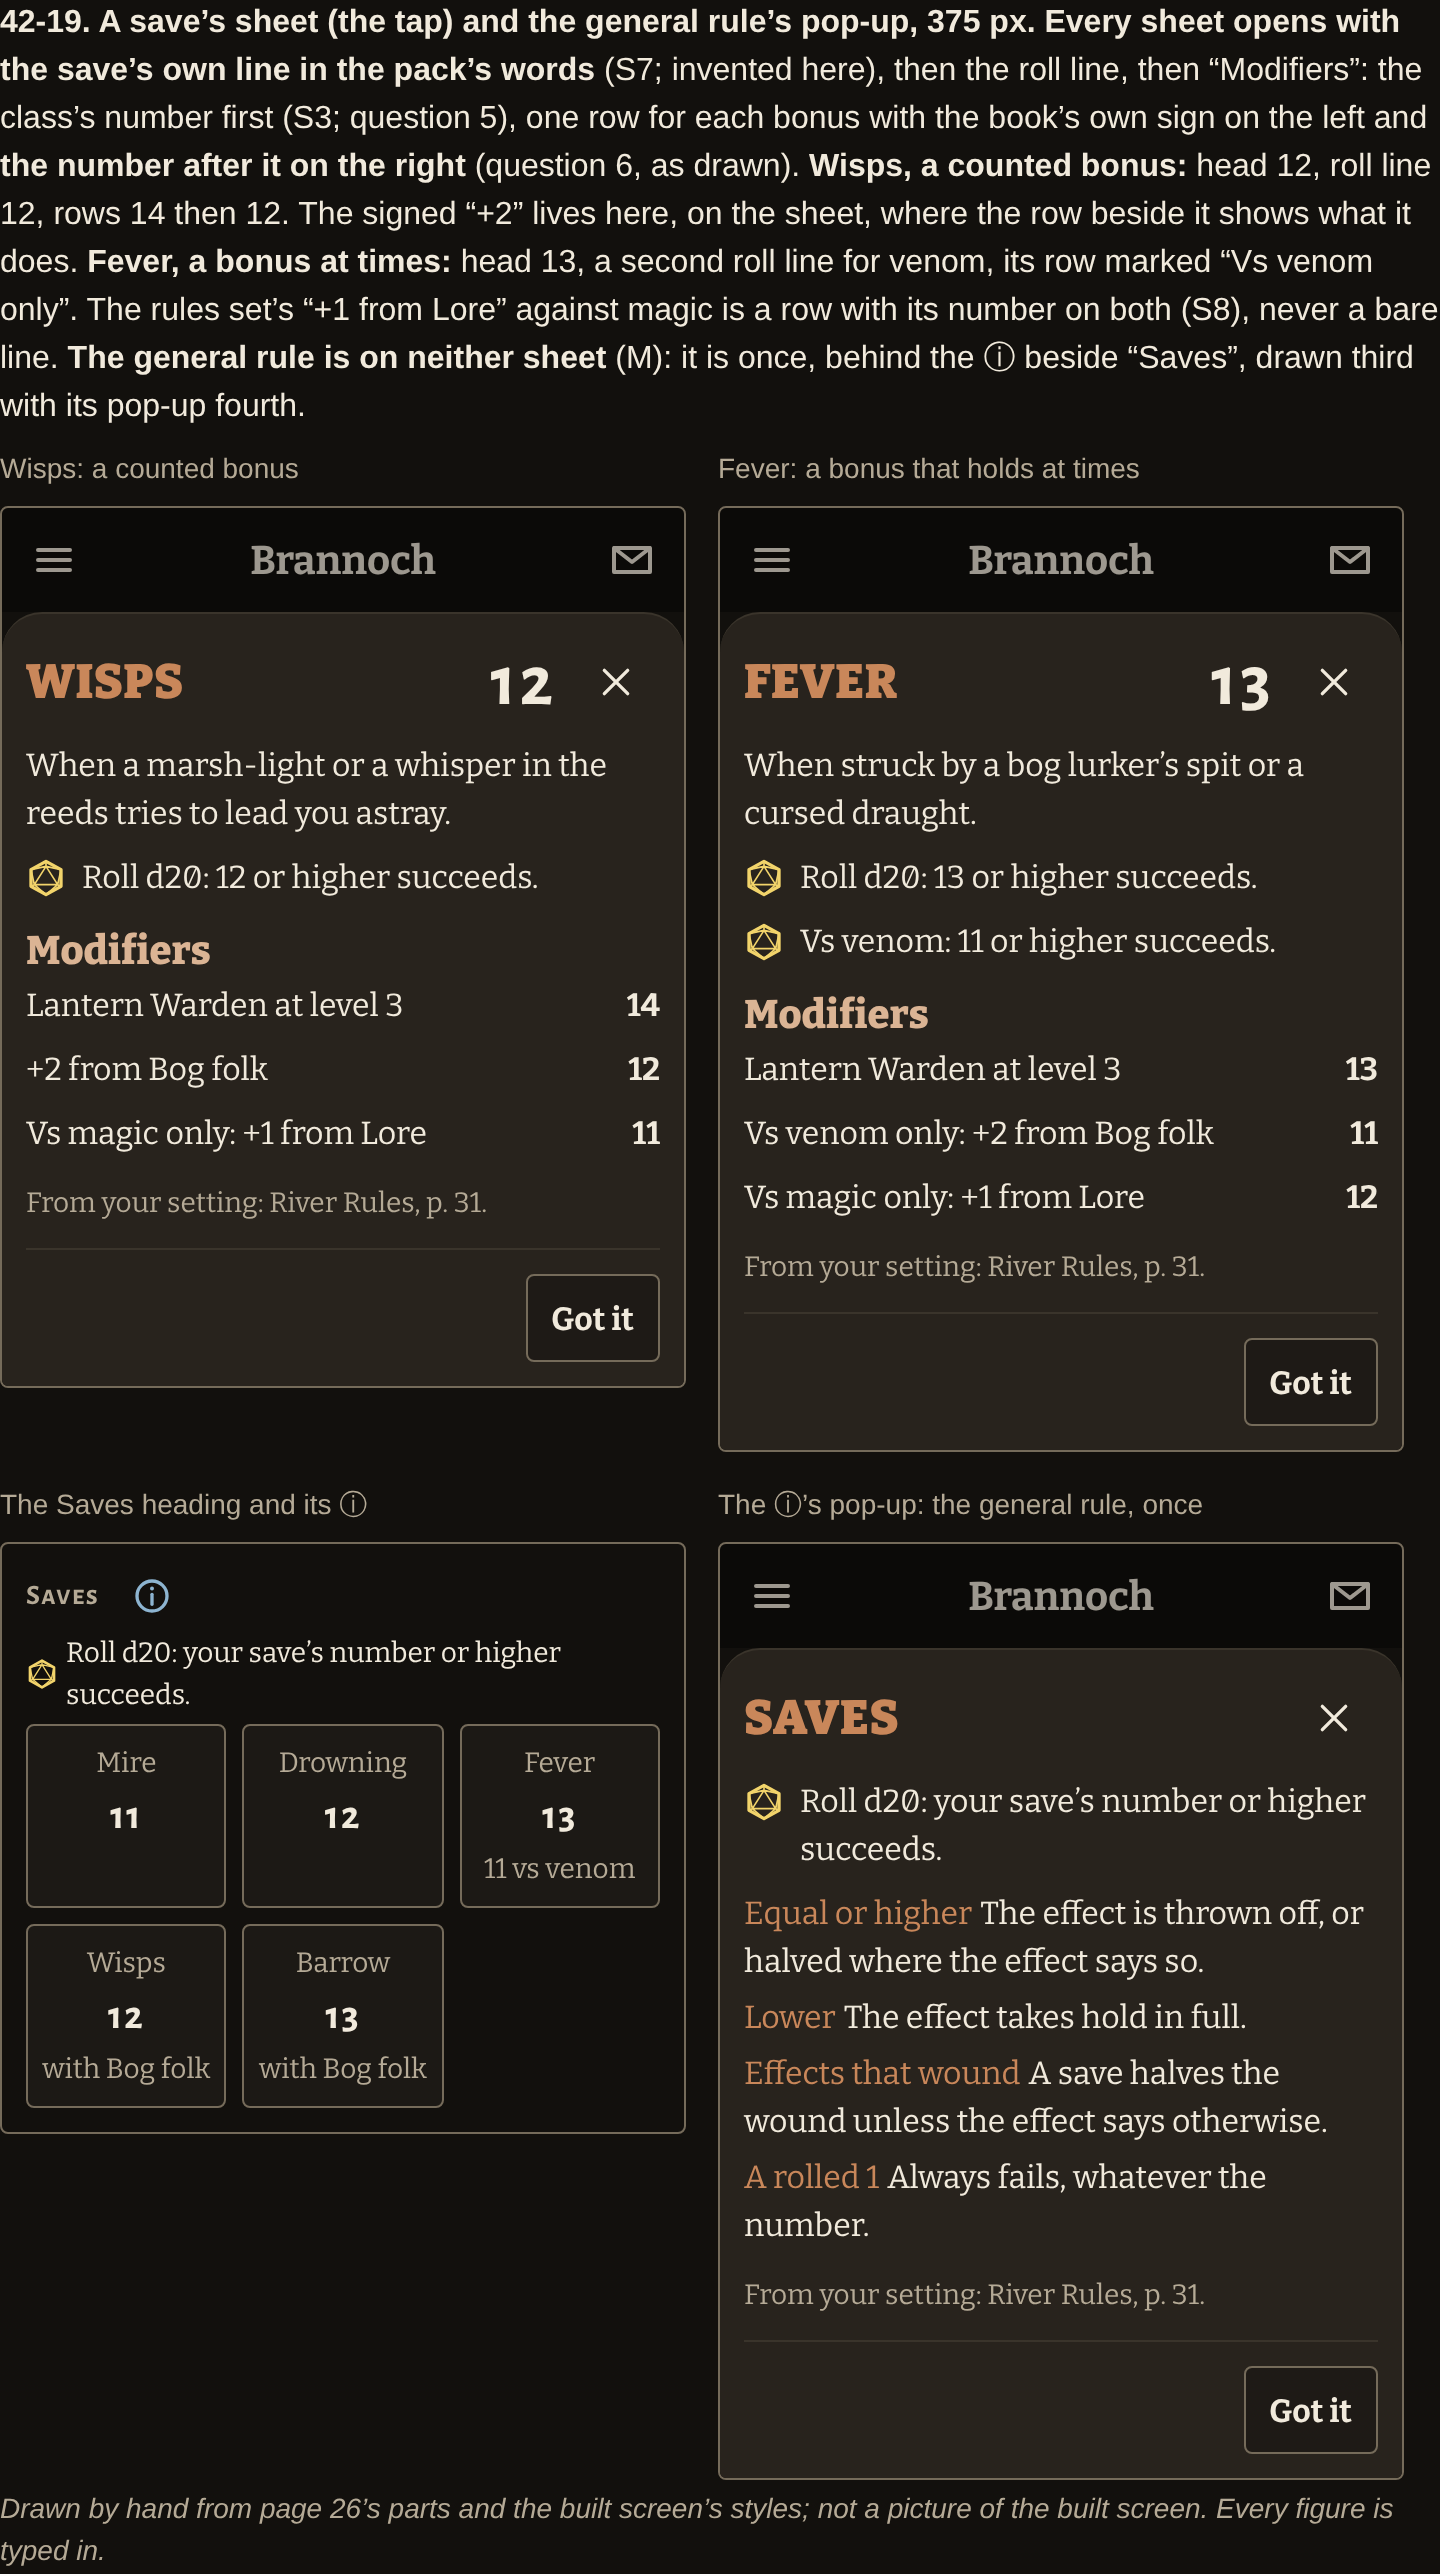 42-19. A save’s sheet (the tap) and the general rule’s pop-up, 375 px. Every sheet opens with
the save’s own line in the pack’s words (S7; invented here), then the roll line, then “Modifiers”: the
class’s number first (S3; question 5), one row for each bonus with the book’s own sign on the left and
the number after it on the right (question 6, as drawn). Wisps, a counted bonus: head 12, roll line
12, rows 14 then 12. The signed “+2” lives here, on the sheet, where the row beside it shows what it
does. Fever, a bonus at times: head 13, a second roll line for venom, its row marked “Vs venom
only”. The rules set’s “+1 from Lore” against magic is a row with its number on both (S8), never a bare
line. The general rule is on neither sheet (M): it is once, behind the ⓘ beside “Saves”, drawn third
with its pop-up fourth.
Wisps: a counted bonus
Brannoch
WISPS 12
When a marsh-light or a whisper in the
reeds tries to lead you astray.
Roll d20: 12 or higher succeeds.
Modifiers
Lantern Warden at level 3 14
+2 from Bog folk 12
Vs magic only: +1 from Lore 11
From your setting: River Rules, p. 31.
Got it
Fever: a bonus that holds at times
Brannoch
FEVER 13
When struck by a bog lurker’s spit or a
cursed draught.
Roll d20: 13 or higher succeeds.
Vs venom: 11 or higher succeeds.
Modifiers
Lantern Warden at level 3 13
Vs venom only: +2 from Bog folk 11
Vs magic only: +1 from Lore 12
From your setting: River Rules, p. 31.
Got it
The Saves heading and its ⓘ
Saves
Roll d20: your save’s number or higher
succeeds.
Mire
11
Drowning
12
Fever
13
11 vs venom
Wisps
12
with Bog folk
Barrow
13
with Bog folk
The ⓘ’s pop-up: the general rule, once
Brannoch
SAVES
Roll d20: your save’s number or higher
succeeds.
Equal or higher The effect is thrown off, or
halved where the effect says so.
Lower The effect takes hold in full.
Effects that wound A save halves the
wound unless the effect says otherwise.
A rolled 1 Always fails, whatever the
number.
From your setting: River Rules, p. 31.
Got it
Drawn by hand from page 26’s parts and the built screen’s styles; not a picture of the built screen. Every figure is
typed in.